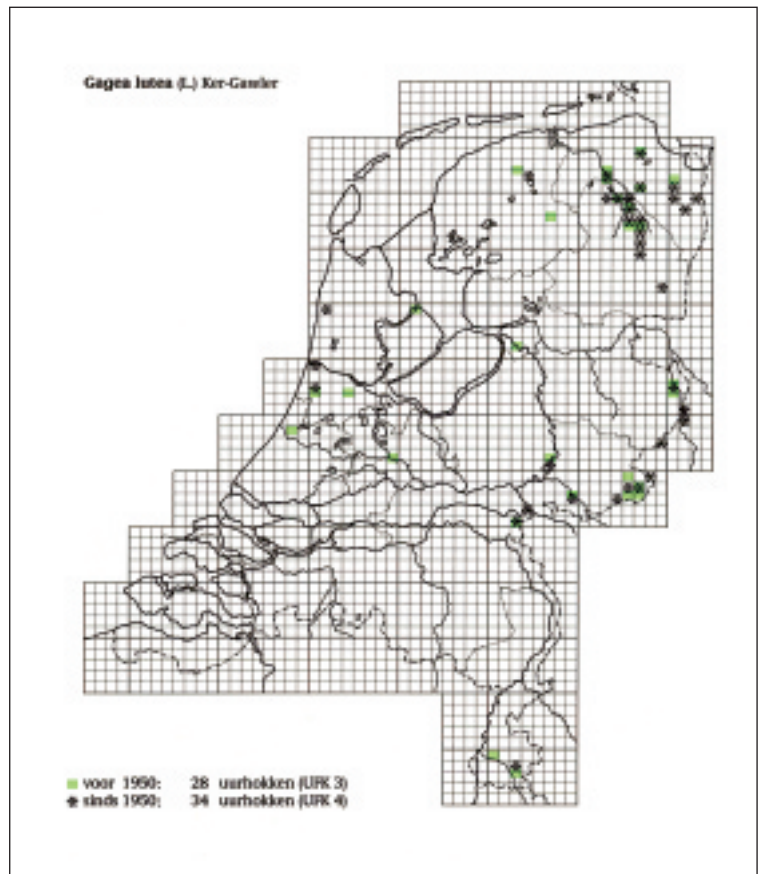 Gagea lutea (L.) Ker-Gawler
voor 1950: 28 uurhokken (UFK 3)
sinds 1950: 34 uurhokken (UFK 4)